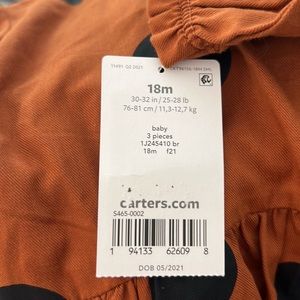 TH91 Q2 2021
18m
30-32 in / 25-28 lb
76-81 cm / 11,3-12,7 kg
baby
3 pieces
1J245410 br
18m f21
carters.com
S465-0002
1 94133 62609 8
DOB 05/2021